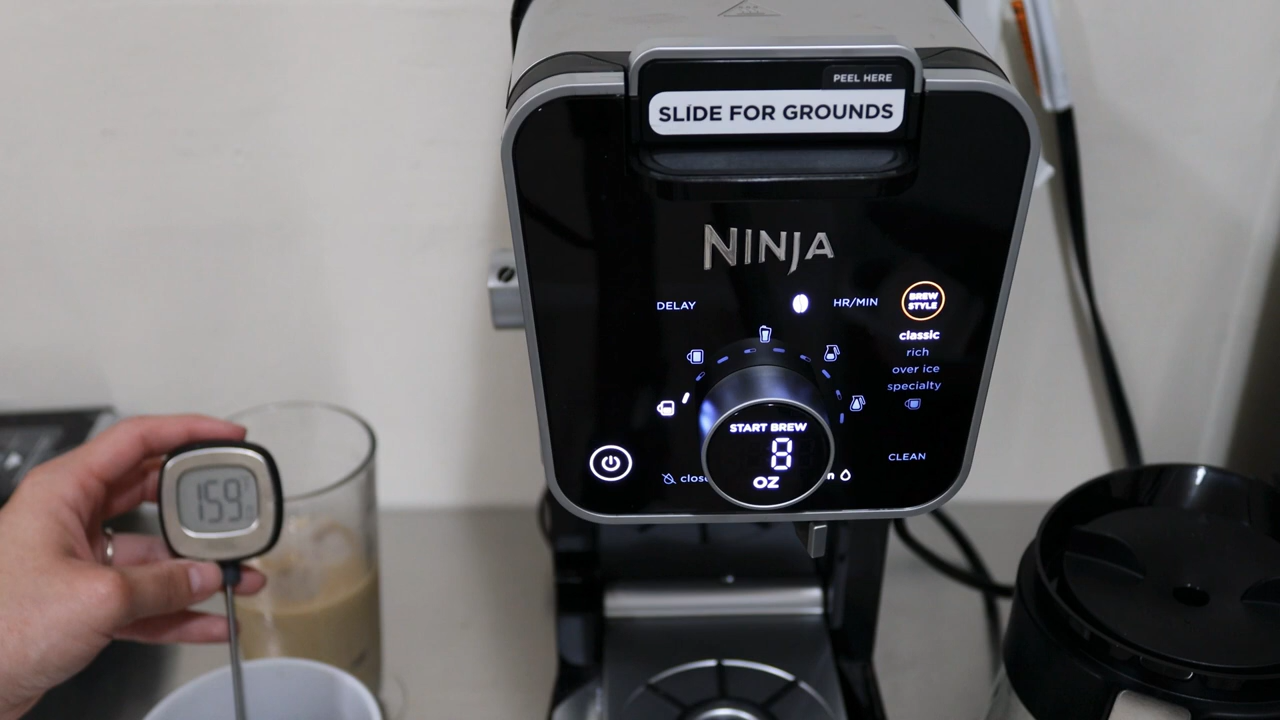 PEEL HERE
SLIDE FOR GROUNDS
NINJA
DELAY
HR/MIN
BREW
STYLE
classic
rich
over ice
specialty
START BREW
8
OZ
CLEAN
159